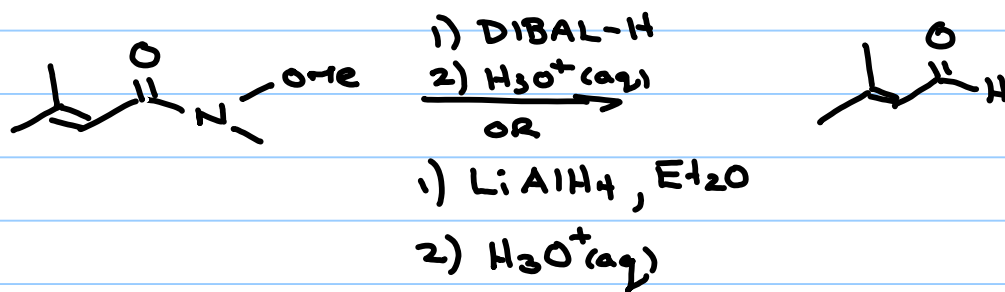 O
OMe
N
1) DIBAL-H
2) H₃O⁺ (aq)
OR
1) LiAlH₄, Et₂O
2) H₃O⁺ (aq)
O
H